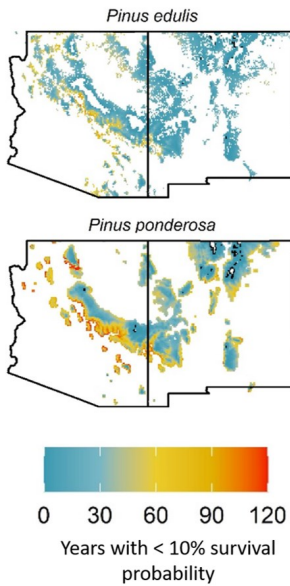 Pinus edulis
Pinus ponderosa
0 30 60 90 120
Years with < 10% survival
probability